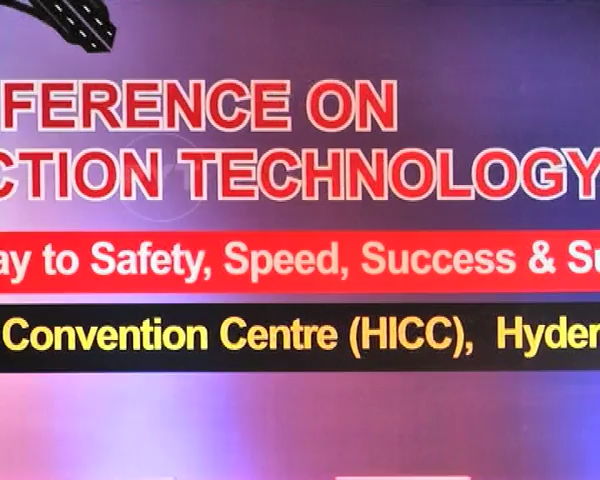 FERENCE ON
CTION TECHNOLOGY
ay to Safety, Speed, Success & Su
Convention Centre (HICC), Hyder